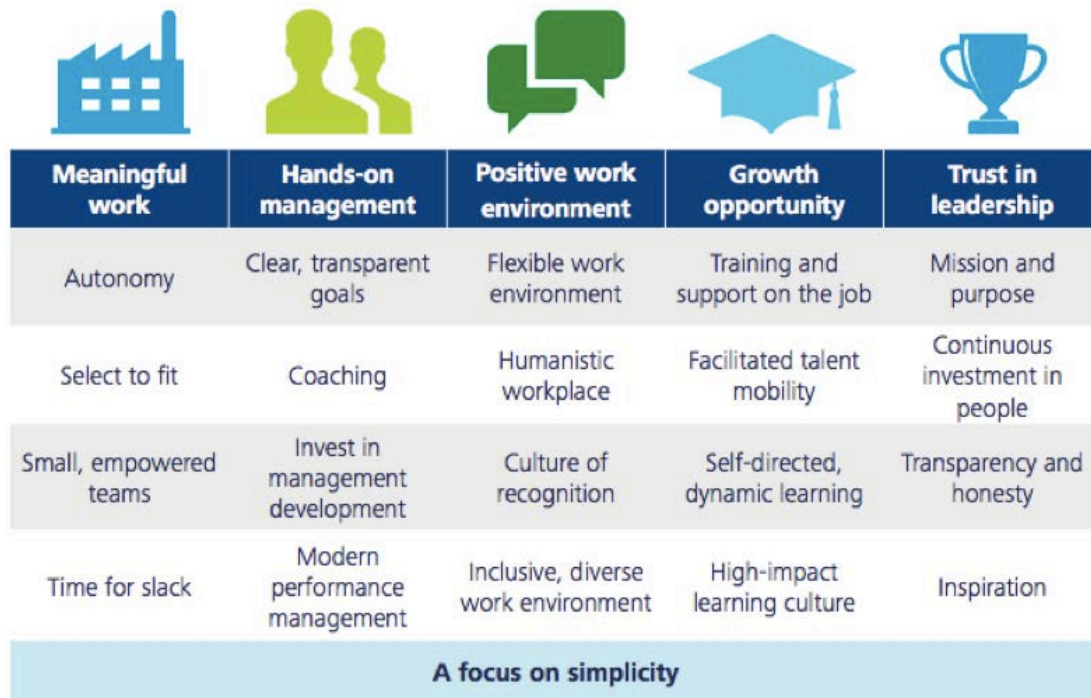 Meaningful
work
Hands-on
management
Positive work
environment
Growth
opportunity
Trust in
leadership
Autonomy
Clear, transparent
goals
Flexible work
environment
Training and
support on the job
Mission and
purpose
Select to fit
Coaching
Humanistic
workplace
Facilitated talent
mobility
Continuous
investment in
people
Small, empowered
teams
Invest in
management
development
Culture of
recognition
Self-directed,
dynamic learning
Transparency and
honesty
Time for slack
Modern
performance
management
Inclusive, diverse
work environment
High-impact
learning culture
Inspiration
A focus on simplicity